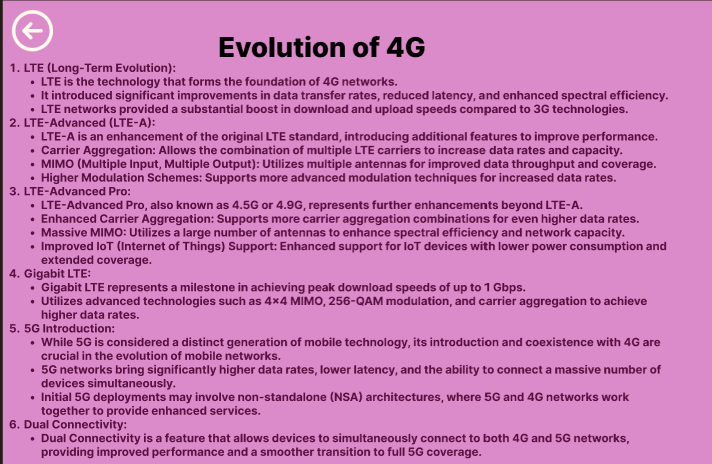 Evolution of 4G
1. LTE (Long-Term Evolution):
• LTE is the technology that forms the foundation of 4G networks.
• It introduced significant improvements in data transfer rates, reduced latency, and enhanced spectral efficiency.
• LTE networks provided a substantial boost in download and upload speeds compared to 3G technologies.
2. LTE-Advanced (LTE-A):
• LTE-A is an enhancement of the original LTE standard, introducing additional features to improve performance.
• Carrier Aggregation: Allows the combination of multiple LTE carriers to increase data rates and capacity.
• MIMO (Multiple Input, Multiple Output): Utilizes multiple antennas for improved data throughput and coverage.
• Higher Modulation Schemes: Supports more advanced modulation techniques for increased data rates.
3. LTE-Advanced Pro:
• LTE-Advanced Pro, also known as 4.5G or 4.9G, represents further enhancements beyond LTE-A.
• Enhanced Carrier Aggregation: Supports more carrier aggregation combinations for even higher data rates.
• Massive MIMO: Utilizes a large number of antennas to enhance spectral efficiency and network capacity.
• Improved IoT (Internet of Things) Support: Enhanced support for IoT devices with lower power consumption and
extended coverage.
4. Gigabit LTE:
• Gigabit LTE represents a milestone in achieving peak download speeds of up to 1 Gbps.
• Utilizes advanced technologies such as 4×4 MIMO, 256-QAM modulation, and carrier aggregation to achieve
higher data rates.
5. 5G Introduction:
• While 5G is considered a distinct generation of mobile technology, its introduction and coexistence with 4G are
crucial in the evolution of mobile networks.
• 5G networks bring significantly higher data rates, lower latency, and the ability to connect a massive number of
devices simultaneously.
• Initial 5G deployments may involve non-standalone (NSA) architectures, where 5G and 4G networks work
together to provide enhanced services.
6. Dual Connectivity:
• Dual Connectivity is a feature that allows devices to simultaneously connect to both 4G and 5G networks,
providing improved performance and a smoother transition to full 5G coverage.